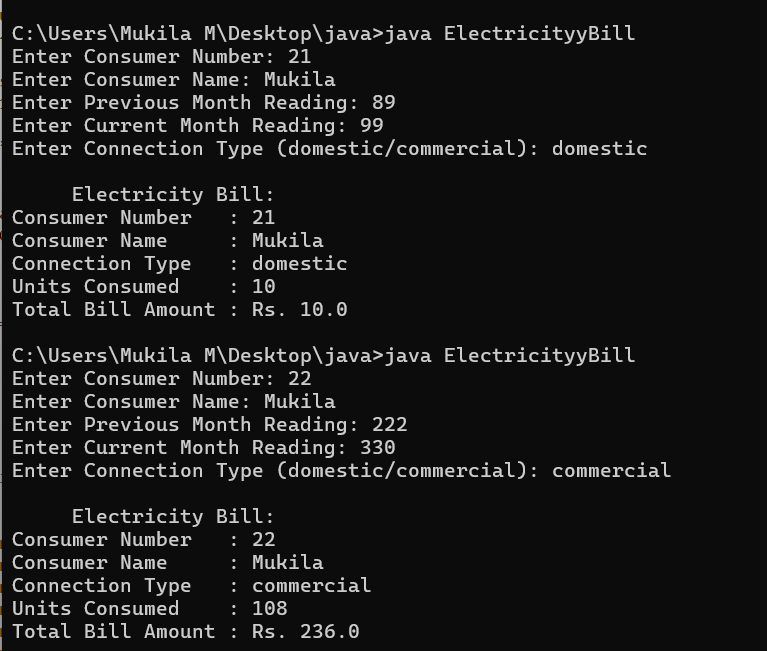 C:\Users\Mukila M\Desktop\java>java ElectricityyBill
Enter Consumer Number: 21
Enter Consumer Name: Mukila
Enter Previous Month Reading: 89
Enter Current Month Reading: 99
Enter Connection Type (domestic/commercial): domestic

     Electricity Bill:
Consumer Number   : 21
Consumer Name     : Mukila
Connection Type   : domestic
Units Consumed    : 10
Total Bill Amount : Rs. 10.0

C:\Users\Mukila M\Desktop\java>java ElectricityyBill
Enter Consumer Number: 22
Enter Consumer Name: Mukila
Enter Previous Month Reading: 222
Enter Current Month Reading: 330
Enter Connection Type (domestic/commercial): commercial

     Electricity Bill:
Consumer Number   : 22
Consumer Name     : Mukila
Connection Type   : commercial
Units Consumed    : 108
Total Bill Amount : Rs. 236.0